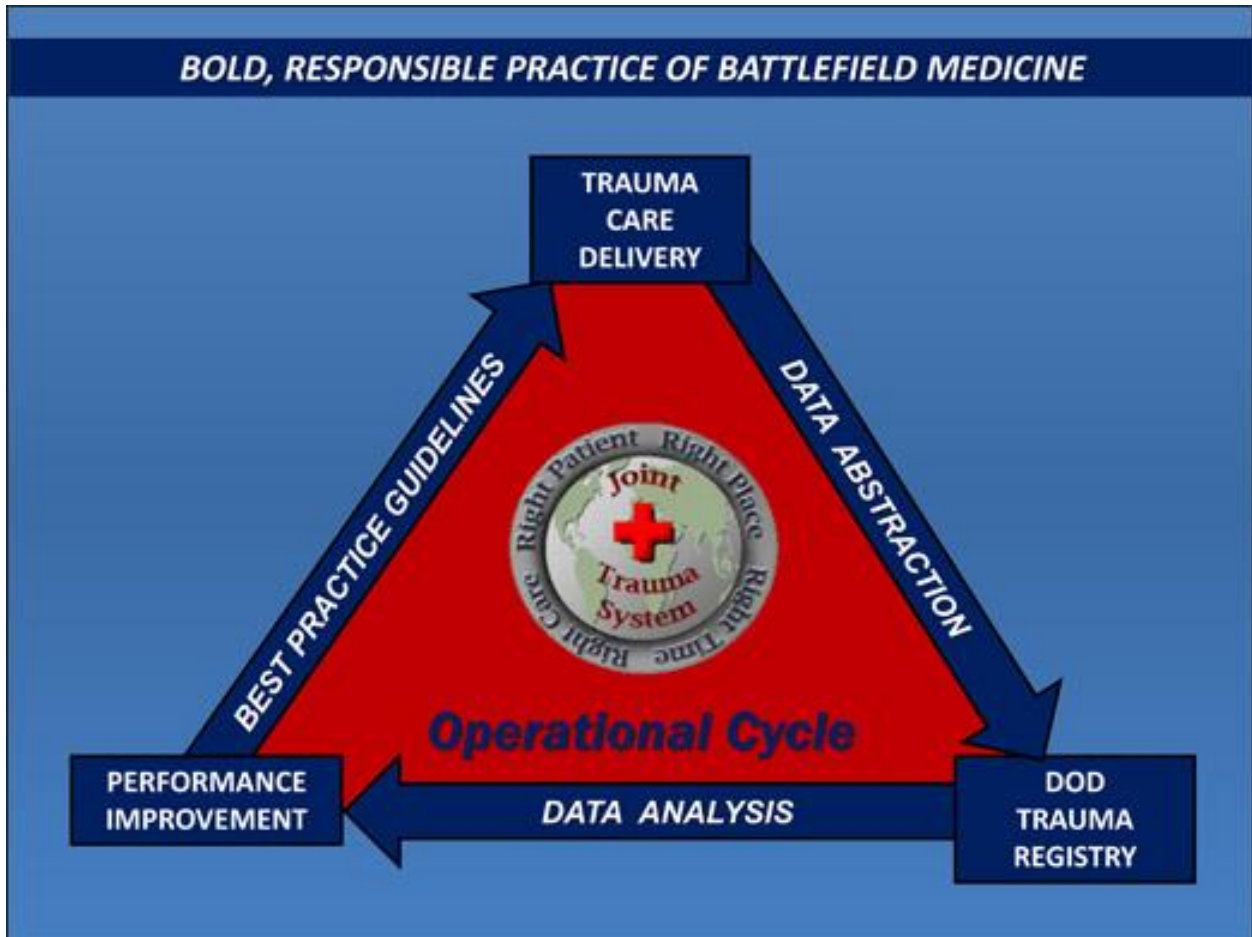 BOLD, RESPONSIBLE PRACTICE OF BATTLEFIELD MEDICINE
TRAUMA
CARE
DELIVERY
BEST PRACTICE GUIDELINES
DATA ABSTRACTION
Right Patient Right Place Right Time Right Care
Joint
Trauma
System
Operational Cycle
PERFORMANCE
IMPROVEMENT
DATA ANALYSIS
DOD
TRAUMA
REGISTRY